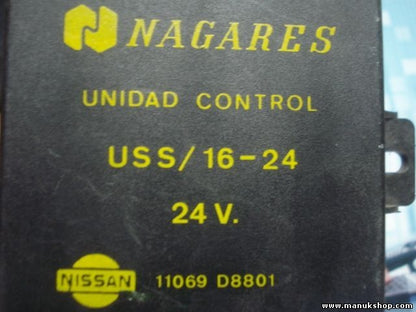 NAGARES
UNIDAD CONTROL
USS/16-24
24 V.
NISSAN 11069 D8801
www.manukshop.com